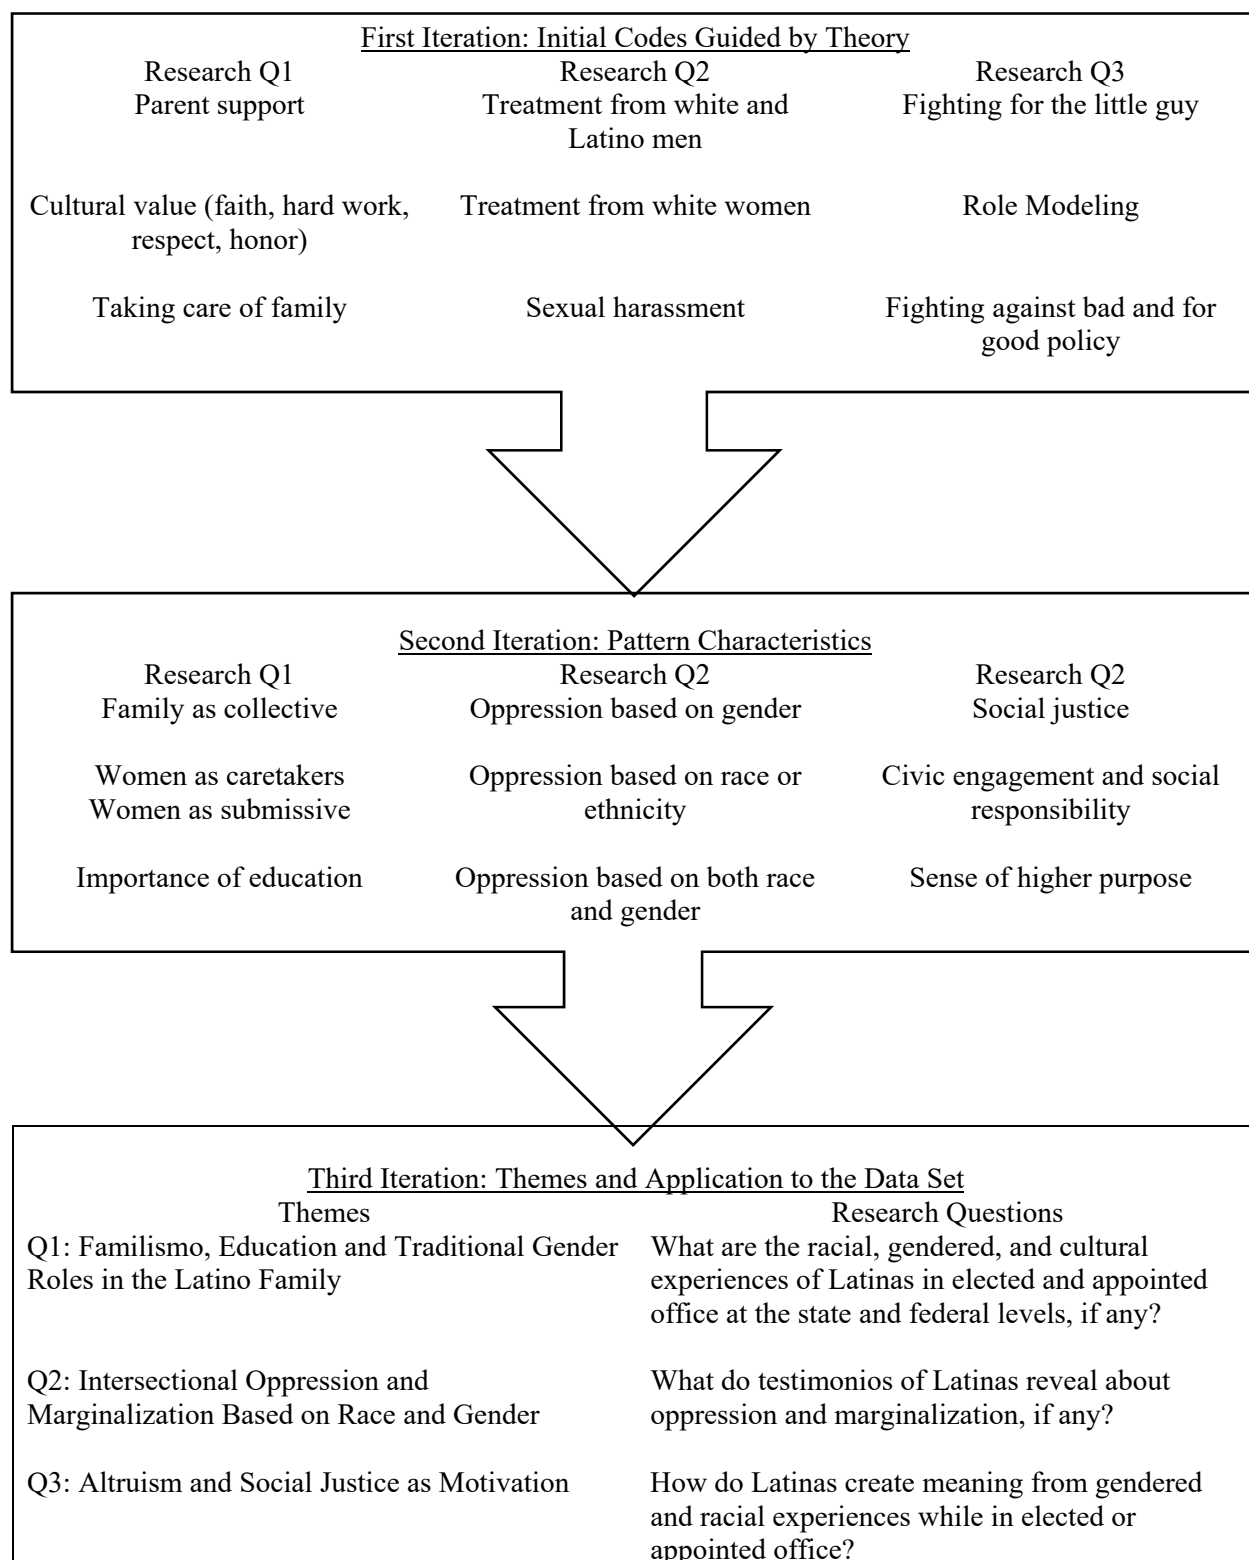 First Iteration: Initial Codes Guided by Theory
Research Q1 Research Q2 Research Q3
Parent support Treatment from white and Fighting for the little guy
Latino men
Cultural value (faith, hard work, Treatment from white women Role Modeling
respect, honor)
Taking care of family Sexual harassment Fighting against bad and for
good policy
Second Iteration: Pattern Characteristics
Research Q1 Research Q2 Research Q2
Family as collective Oppression based on gender Social justice
Women as caretakers Oppression based on race or Civic engagement and social
Women as submissive ethnicity responsibility
Importance of education Oppression based on both race Sense of higher purpose
and gender
Third Iteration: Themes and Application to the Data Set
Themes Research Questions
Q1: Familismo, Education and Traditional Gender What are the racial, gendered, and cultural
Roles in the Latino Family experiences of Latinas in elected and appointed
office at the state and federal levels, if any?
Q2: Intersectional Oppression and What do testimonios of Latinas reveal about
Marginalization Based on Race and Gender oppression and marginalization, if any?
Q3: Altruism and Social Justice as Motivation How do Latinas create meaning from gendered
and racial experiences while in elected or
appointed office?